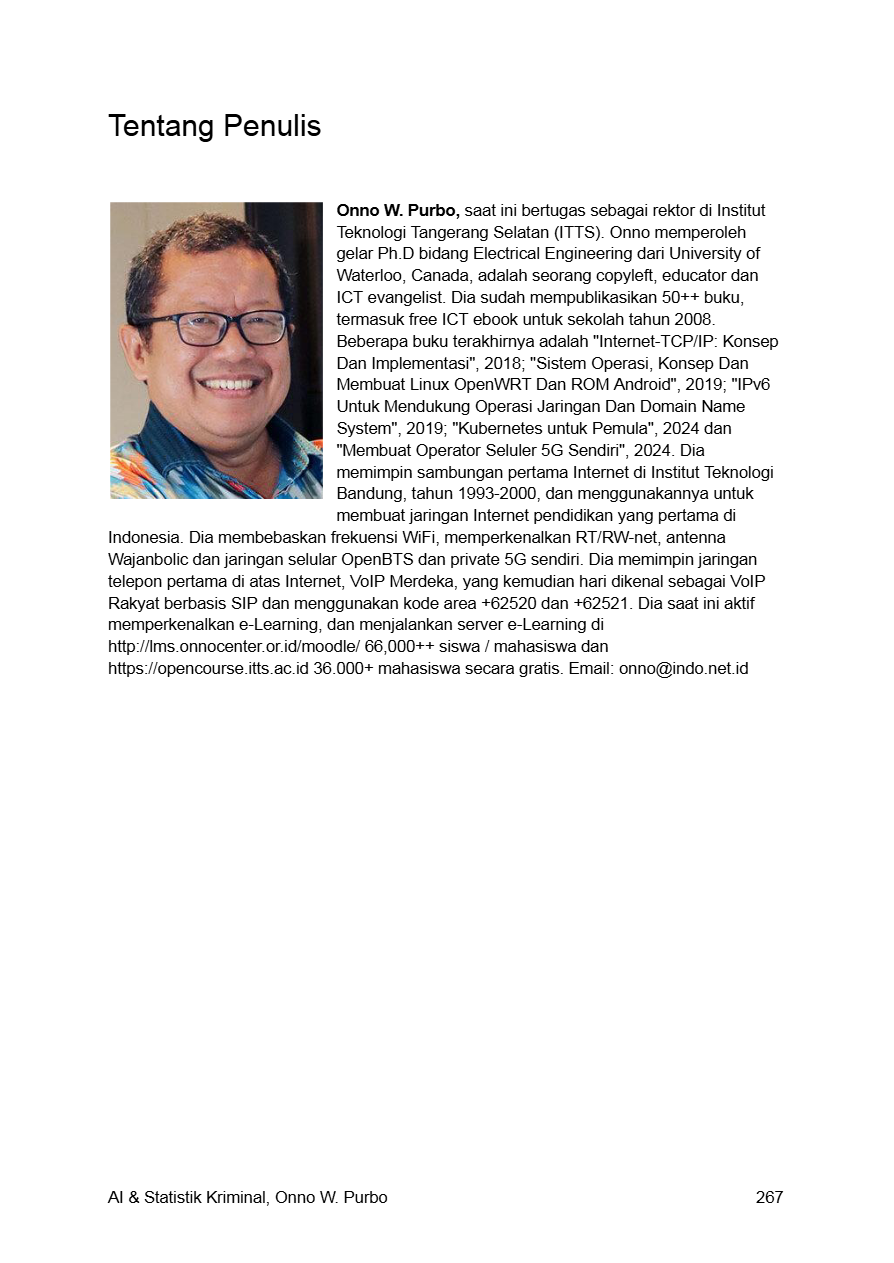 Tentang Penulis
Onno W. Purbo, saat ini bertugas sebagai rektor di Institut
Teknologi Tangerang Selatan (ITTS). Onno memperoleh
gelar Ph.D bidang Electrical Engineering dari University of
Waterloo, Canada, adalah seorang copyleft, educator dan
ICT evangelist. Dia sudah mempublikasikan 50++ buku,
termasuk free ICT ebook untuk sekolah tahun 2008.
Beberapa buku terakhirnya adalah "Internet-TCP/IP: Konsep
Dan Implementasi", 2018; "Sistem Operasi, Konsep Dan
Membuat Linux OpenWRT Dan ROM Android", 2019; "IPv6
Untuk Mendukung Operasi Jaringan Dan Domain Name
System", 2019; "Kubernetes untuk Pemula", 2024 dan
"Membuat Operator Seluler 5G Sendiri", 2024. Dia
memimpin sambungan pertama Internet di Institut Teknologi
Bandung, tahun 1993-2000, dan menggunakannya untuk
membuat jaringan Internet pendidikan yang pertama di
Indonesia. Dia membebaskan frekuensi WiFi, memperkenalkan RT/RW-net, antenna
Wajanbolic dan jaringan selular OpenBTS dan private 5G sendiri. Dia memimpin jaringan
telepon pertama di atas Internet, VoIP Merdeka, yang kemudian hari dikenal sebagai VoIP
Rakyat berbasis SIP dan menggunakan kode area +62520 dan +62521. Dia saat ini aktif
memperkenalkan e-Learning, dan menjalankan server e-Learning di
http://lms.onnocenter.or.id/moodle/ 66,000++ siswa / mahasiswa dan
https://opencourse.itts.ac.id 36.000+ mahasiswa secara gratis. Email: onno@indo.net.id
AI & Statistik Kriminal, Onno W. Purbo 267